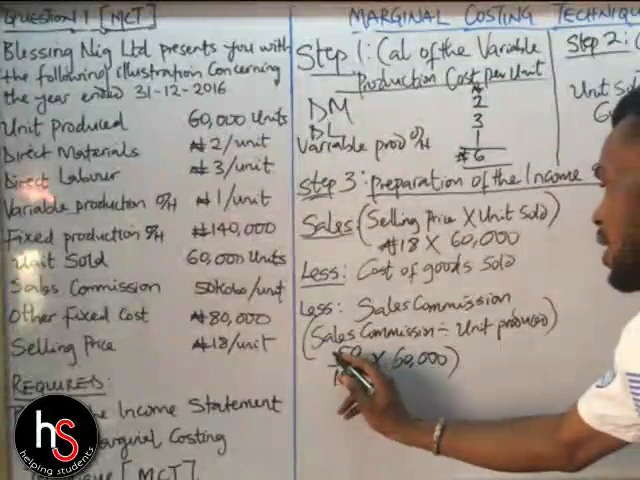 QUESTION 1 [MCT]
Blessing Nig Ltd presents you with
the following illustration Concerning
the year ended 31-12-2016
Unit Produced 60,000 Units
Direct Materials ₦2/unit
Direct Labour ₦3/unit
Variable production O/H ₦1/unit
Fixed production O/H ₦140,000
Unit Sold 60,000 Units
Sales Commission 50kobo/unit
Other Fixed Cost ₦80,000
Selling Price ₦18/unit
REQUIRED:
Income Statement
Marginal Costing
[MCT]
hs
helping students
MARGINAL COSTING
Step 1: Cal of the Variable
Production Cost per Unit
₦
DM 2
DL 3
Variable prod O/H 1
₦6
Step 2:
Step 3: preparation of the Income
Sales (Selling Price X Unit Sold)
₦18 X 60,000
Less: Cost of goods Sold
Less: Sales Commission
(Sales Commission ÷ Unit produced)
50 X 60,000)